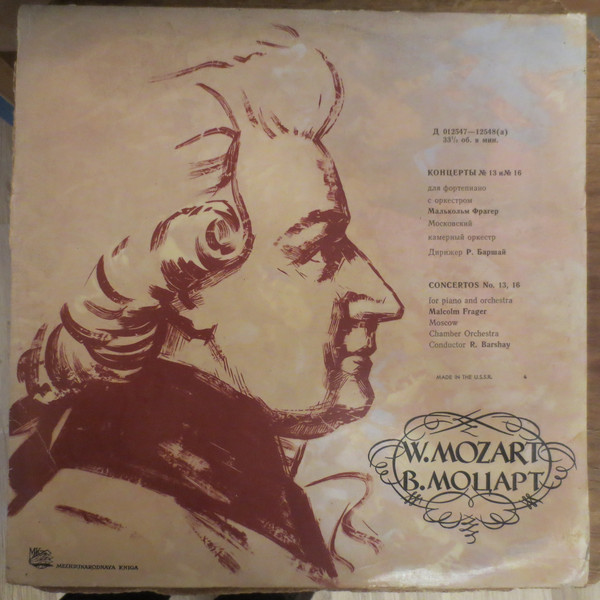 Д 012547—12548(а)
33⅓ об. в мин.
КОНЦЕРТЫ № 13 и № 16
для фортепиано
с оркестром
Малькольм Фрагер
Московский
камерный оркестр
Дирижер Р. Баршай
CONCERTOS No. 13, 16
for piano and orchestra
Malcolm Frager
Moscow
Chamber Orchestra
Conductor R. Barshay
MADE IN THE U.S.S.R.
W. MOZART
В. МОЦАРТ
МЕЖДУНАРОДНАЯ КНИГА